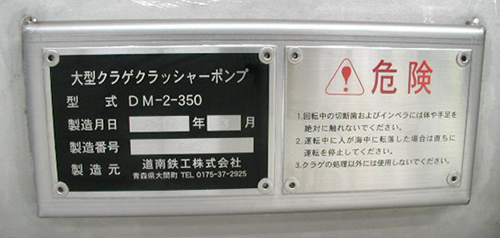 大型クラゲクラッシャーポンプ
型 式 DM-2-350
製造月日 年 3 月
製造番号
製造元 道南鉄工株式会社
青森県大間町 TEL 0175-37-2925
危険
1.回転中の切断歯およびインペラには体や手足を
絶対に触れないでください。
2.運転中に人が海中に転落した場合は直ちに
運転を停止してください。
3.クラゲの処理以外には使用しないでください。